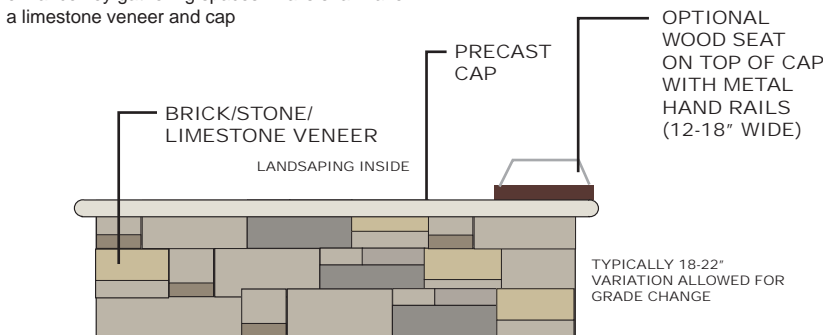 a limestone veneer and cap
PRECAST
CAP
OPTIONAL
WOOD SEAT
ON TOP OF CAP
WITH METAL
HAND RAILS
(12-18" WIDE)
BRICK/STONE/
LIMESTONE VENEER
LANDSAPING INSIDE
TYPICALLY 18-22"
VARIATION ALLOWED FOR
GRADE CHANGE